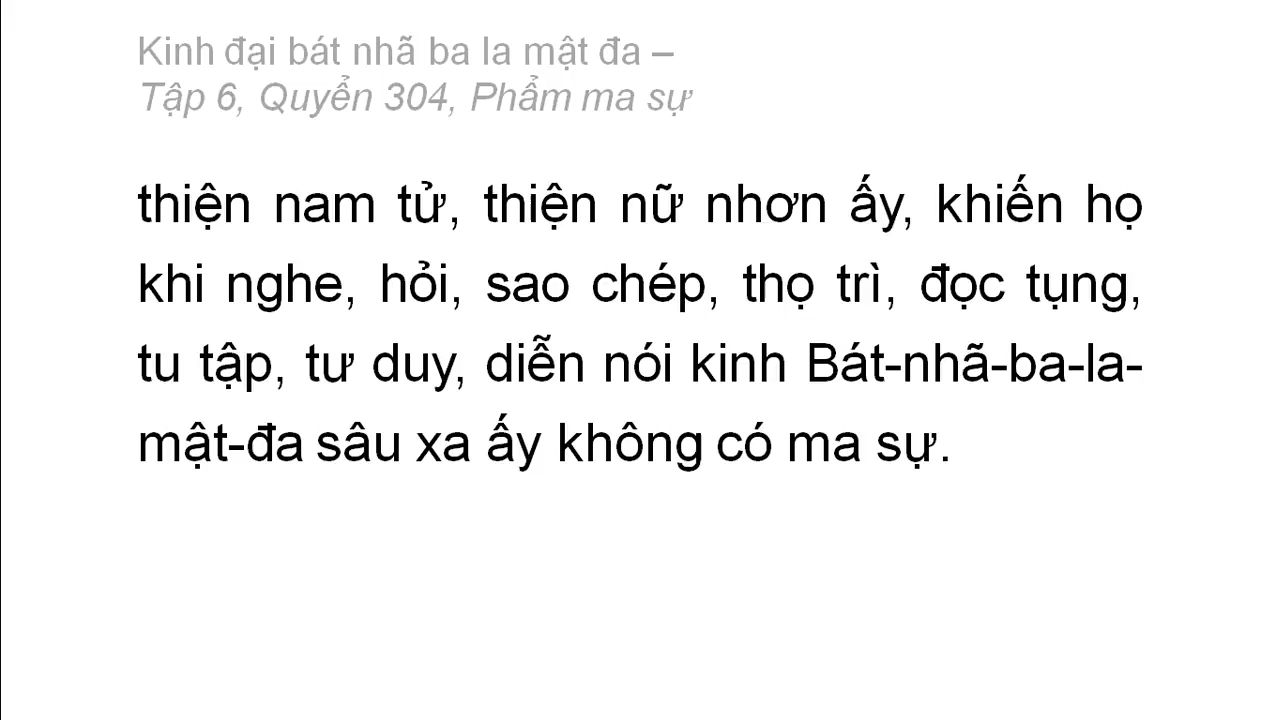 Kinh đại bát nhã ba la mật đa –
Tập 6, Quyển 304, Phẩm ma sự
thiện nam tử, thiện nữ nhơn ấy, khiến họ
khi nghe, hỏi, sao chép, thọ trì, đọc tụng,
tu tập, tư duy, diễn nói kinh Bát-nhã-ba-la-
mật-đa sâu xa ấy không có ma sự.